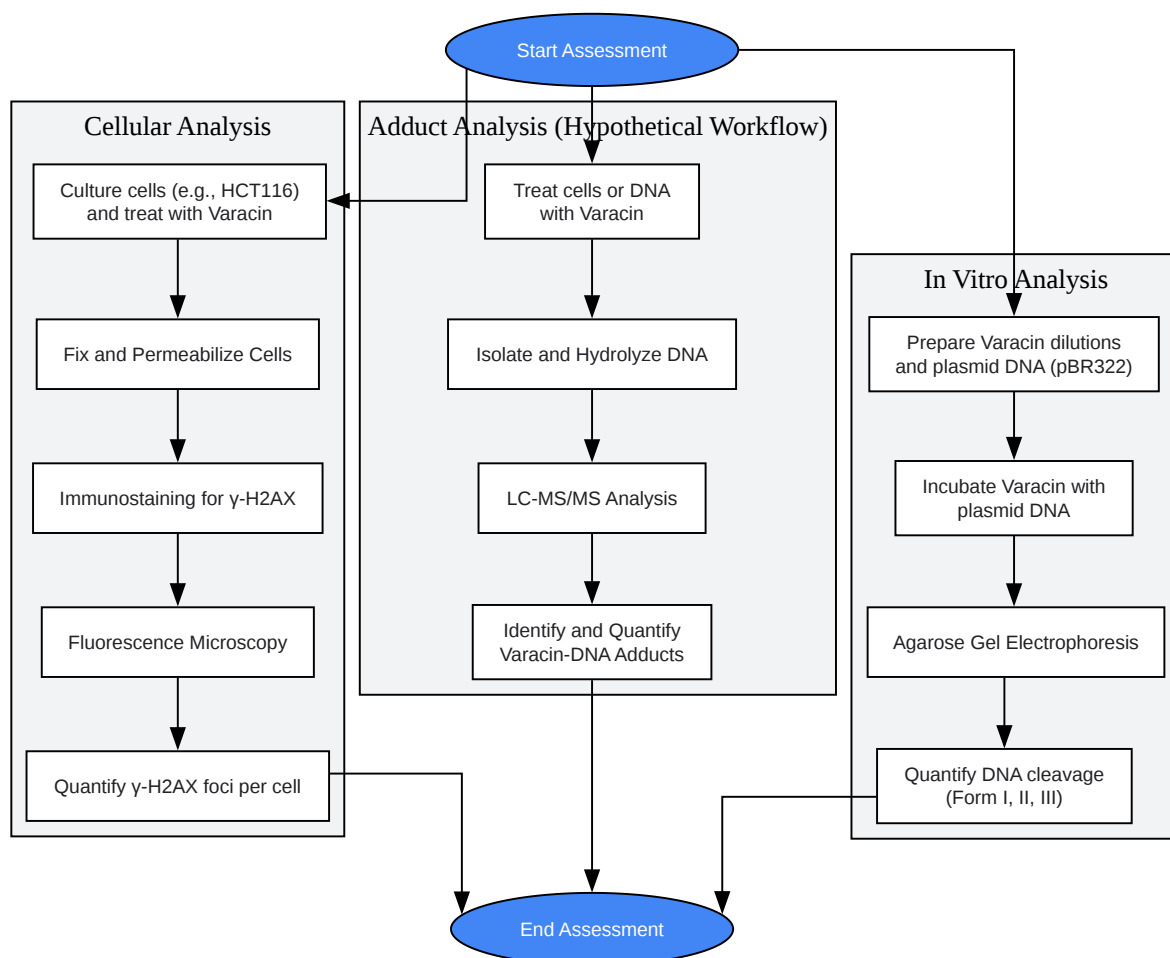 Start Assessment
Cellular Analysis
Culture cells (e.g., HCT116)
and treat with Varacin
Fix and Permeabilize Cells
Immunostaining for γ-H2AX
Fluorescence Microscopy
Quantify γ-H2AX foci per cell
Adduct Analysis (Hypothetical Workflow)
Treat cells or DNA
with Varacin
Isolate and Hydrolyze DNA
LC-MS/MS Analysis
Identify and Quantify
Varacin-DNA Adducts
In Vitro Analysis
Prepare Varacin dilutions
and plasmid DNA (pBR322)
Incubate Varacin with
plasmid DNA
Agarose Gel Electrophoresis
Quantify DNA cleavage
(Form I, II, III)
End Assessment